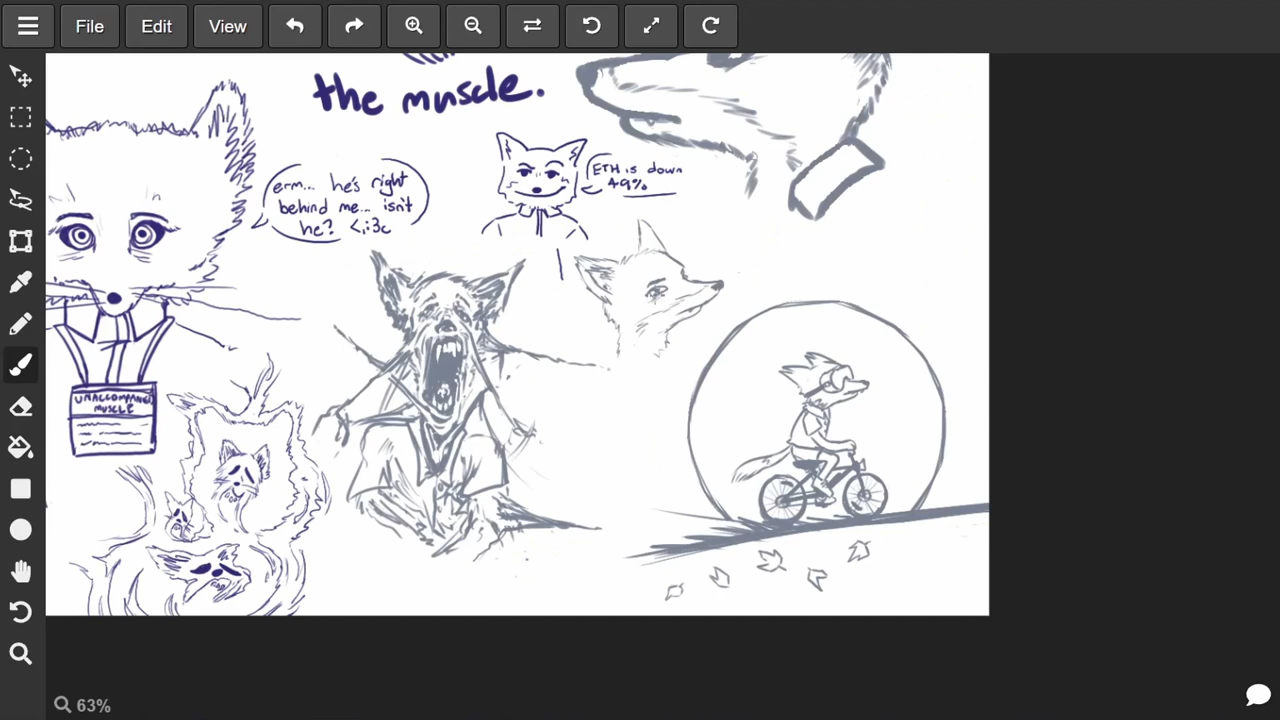 File Edit View
the muscle.
ETH is down
49%
erm... he's right
behind me... isn't
he? <,:3c
UNACCOMPANIED
MUSCLE
63%